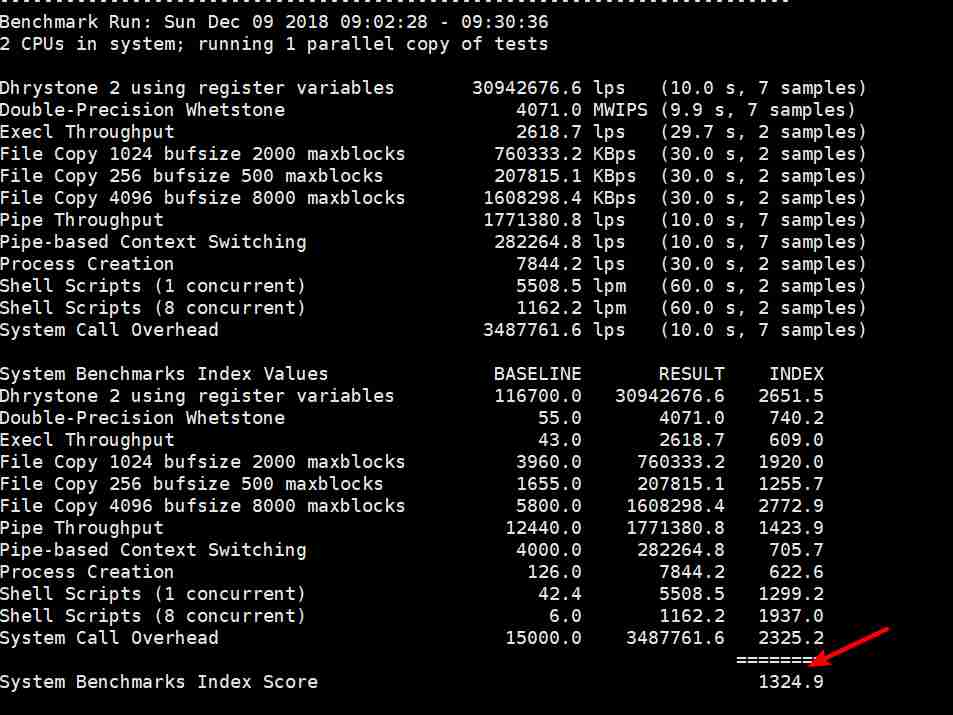 Benchmark Run: Sun Dec 09 2018 09:02:28 - 09:30:36
2 CPUs in system; running 1 parallel copy of tests
Dhrystone 2 using register variables 30942676.6 lps (10.0 s, 7 samples)
Double-Precision Whetstone 4071.0 MWIPS (9.9 s, 7 samples)
Execl Throughput 2618.7 lps (29.7 s, 2 samples)
File Copy 1024 bufsize 2000 maxblocks 760333.2 KBps (30.0 s, 2 samples)
File Copy 256 bufsize 500 maxblocks 207815.1 KBps (30.0 s, 2 samples)
File Copy 4096 bufsize 8000 maxblocks 1608298.4 KBps (30.0 s, 2 samples)
Pipe Throughput 1771380.8 lps (10.0 s, 7 samples)
Pipe-based Context Switching 282264.8 lps (10.0 s, 7 samples)
Process Creation 7844.2 lps (30.0 s, 2 samples)
Shell Scripts (1 concurrent) 5508.5 lpm (60.0 s, 2 samples)
Shell Scripts (8 concurrent) 1162.2 lpm (60.0 s, 2 samples)
System Call Overhead 3487761.6 lps (10.0 s, 7 samples)
System Benchmarks Index Values BASELINE RESULT INDEX
Dhrystone 2 using register variables 116700.0 30942676.6 2651.5
Double-Precision Whetstone 55.0 4071.0 740.2
Execl Throughput 43.0 2618.7 609.0
File Copy 1024 bufsize 2000 maxblocks 3960.0 760333.2 1920.0
File Copy 256 bufsize 500 maxblocks 1655.0 207815.1 1255.7
File Copy 4096 bufsize 8000 maxblocks 5800.0 1608298.4 2772.9
Pipe Throughput 12440.0 1771380.8 1423.9
Pipe-based Context Switching 4000.0 282264.8 705.7
Process Creation 126.0 7844.2 622.6
Shell Scripts (1 concurrent) 42.4 5508.5 1299.2
Shell Scripts (8 concurrent) 6.0 1162.2 1937.0
System Call Overhead 15000.0 3487761.6 2325.2
========
System Benchmarks Index Score 1324.9